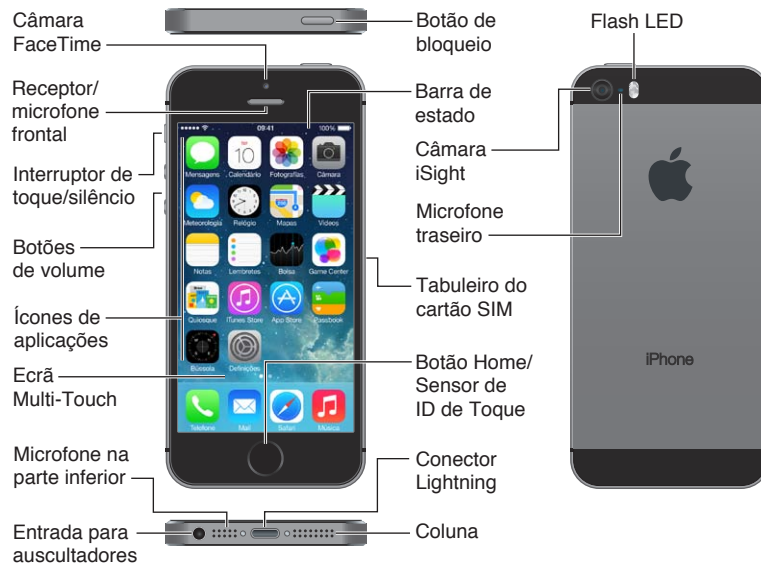 Câmara
FaceTime
Receptor/
microfone
frontal
Interruptor de
toque/silêncio
Botões
de volume
Ícones de
aplicações
Ecrã
Multi-Touch
Microfone na
parte inferior
Entrada para
auscultadores
09:41
100%
Mensagens
10
Calendário
Fotografias
Câmara
Meteorologia
Relógio
Mapas
Vídeos
Notas
Lembretes
Bolsa
Game Center
Quiosque
iTunes Store
App Store
Passbook
Bússola
Definições
Telefone
Mail
Safari
Música
Botão de
bloqueio
Barra de
estado
Câmara
iSight
Microfone
traseiro
Tabuleiro do
cartão SIM
Botão Home/
Sensor de
ID de Toque
Conector
Lightning
Coluna
Flash LED
iPhone